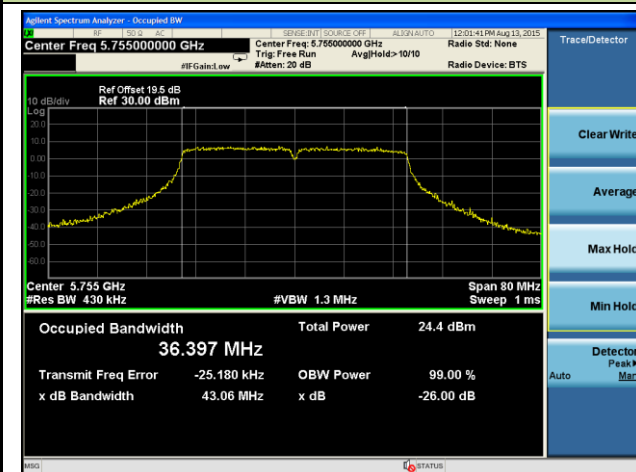 Agilent Spectrum Analyzer - Occupied BW
RF 50 Ω AC SENSE:INT SOURCE OFF ALIGN AUTO 12:01:41 PM Aug 13, 2015
Center Freq 5.755000000 GHz
Center Freq: 5.755000000 GHz
Radio Std: None
Trig: Free Run Avg|Hold:>10/10
#IFGain:Low
#Atten: 20 dB
Radio Device: BTS
Trace/Detector
Ref Offset 19.5 dB
10 dB/div Ref 30.00 dBm
Log
20.0
10.0
0.00
-10.0
-20.0
-30.0
-40.0
-50.0
-60.0
Center 5.755 GHz
Span 80 MHz
#Res BW 430 kHz
#VBW 1.3 MHz
Sweep 1 ms
Occupied Bandwidth
Total Power 24.4 dBm
36.397 MHz
Transmit Freq Error -25.180 kHz OBW Power 99.00 %
x dB Bandwidth 43.06 MHz x dB -26.00 dB
Clear Write
Average
Max Hold
Min Hold
Detector
Peak
Auto Man
MSG STATUS